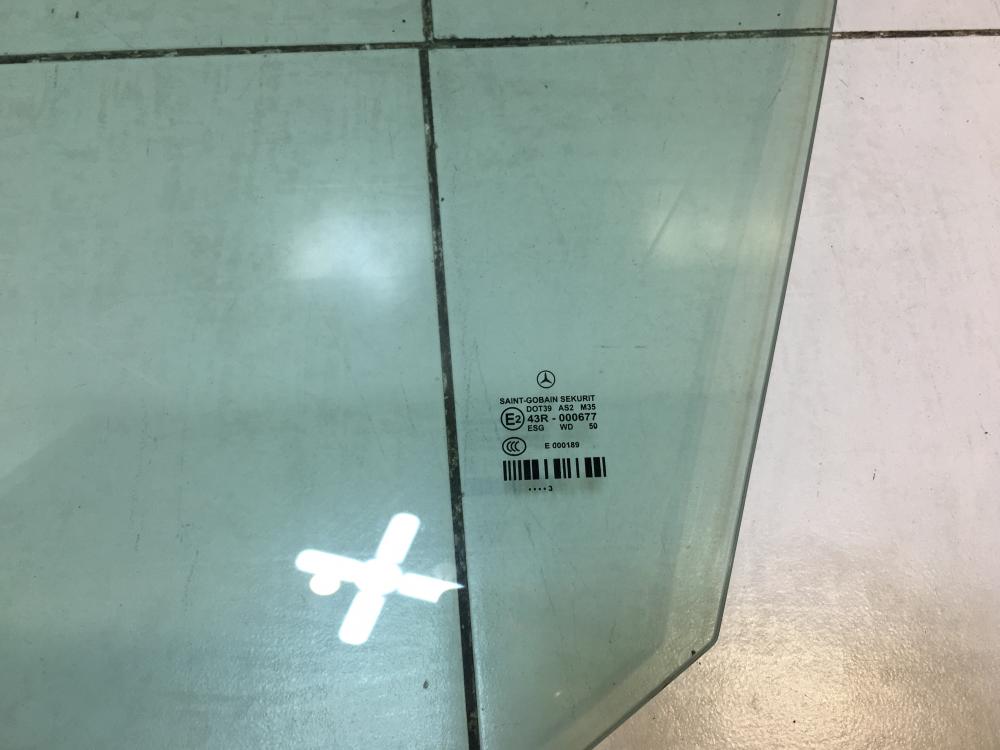 SAINT-GOBAIN SEKURIT
DOT39 AS2 M35
E2 43R - 000677
ESG WD 50
CCC E 000189
•••• 3